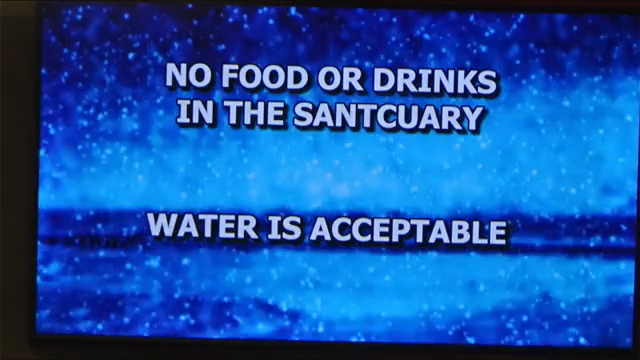 NO FOOD OR DRINKS
IN THE SANTCUARY
WATER IS ACCEPTABLE